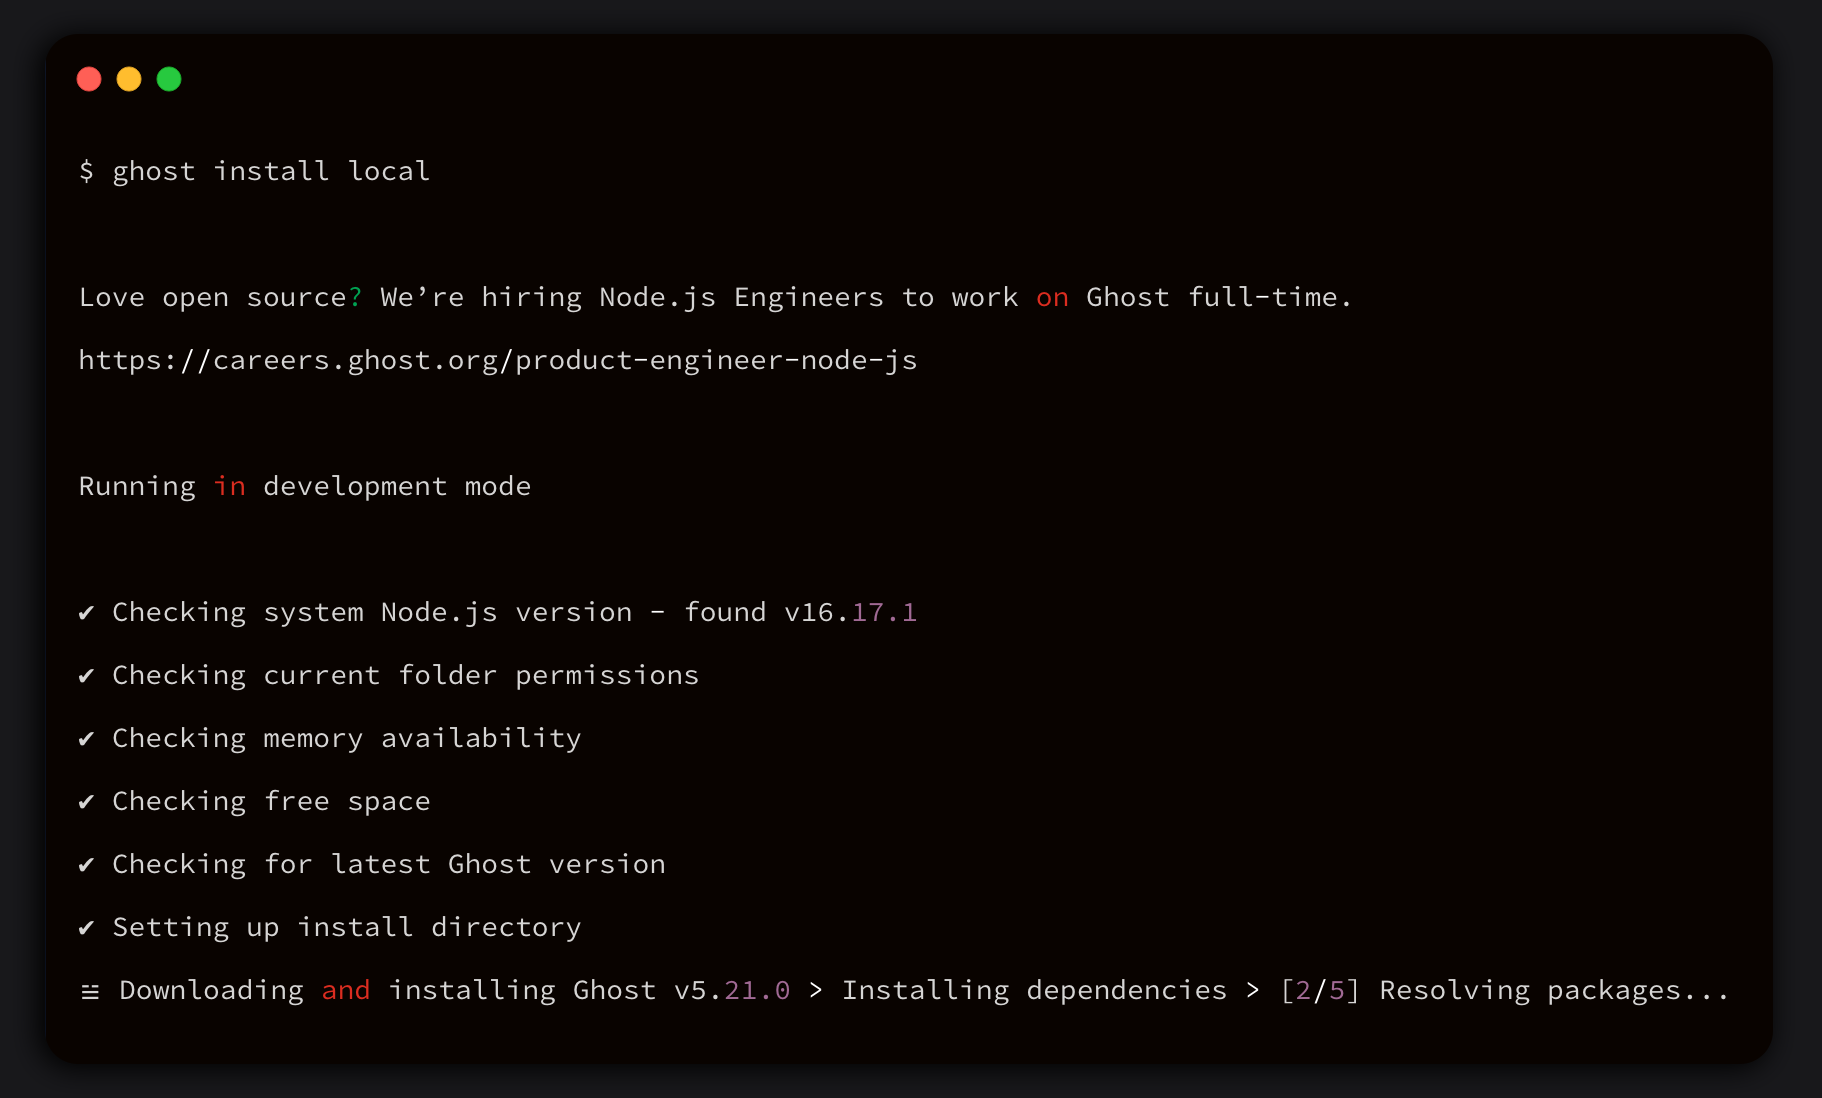 $ ghost install local
Love open source? We’re hiring Node.js Engineers to work on Ghost full-time.
https://careers.ghost.org/product-engineer-node-js
Running in development mode
✔ Checking system Node.js version - found v16.17.1
✔ Checking current folder permissions
✔ Checking memory availability
✔ Checking free space
✔ Checking for latest Ghost version
✔ Setting up install directory
☱ Downloading and installing Ghost v5.21.0 > Installing dependencies > [2/5] Resolving packages...